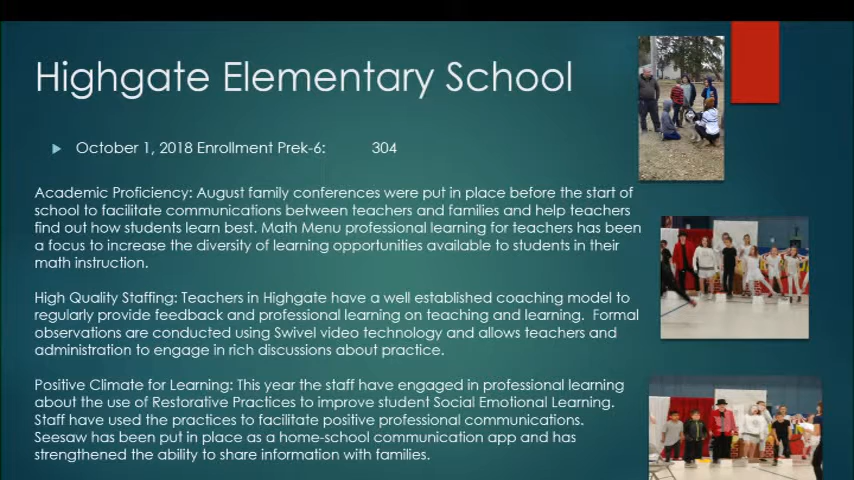 Highgate Elementary School
October 1, 2018 Enrollment Prek-6: 304
Academic Proficiency: August family conferences were put in place before the start of
school to facilitate communications between teachers and families and help teachers
find out how students learn best. Math Menu professional learning for teachers has been
a focus to increase the diversity of learning opportunities available to students in their
math instruction.
High Quality Staffing: Teachers in Highgate have a well established coaching model to
regularly provide feedback and professional learning on teaching and learning. Formal
observations are conducted using Swivel video technology and allows teachers and
administration to engage in rich discussions about practice.
Positive Climate for Learning: This year the staff have engaged in professional learning
about the use of Restorative Practices to improve student Social Emotional Learning.
Staff have used the practices to facilitate positive professional communications.
Seesaw has been put in place as a home-school communication app and has
strengthened the ability to share information with families.